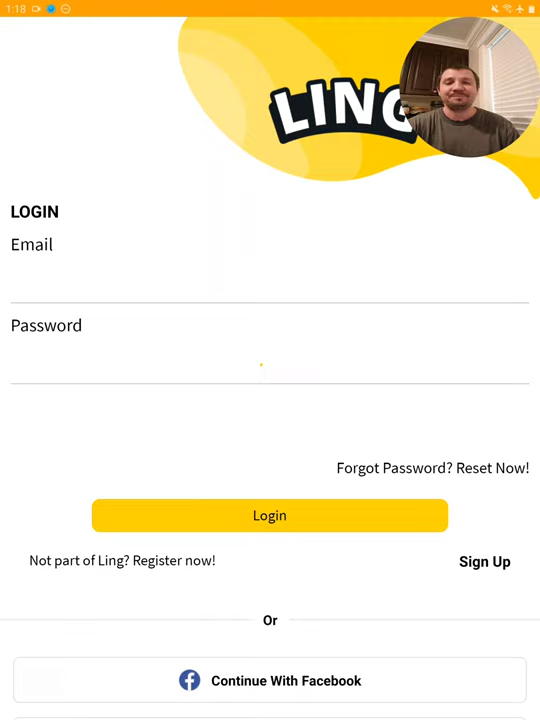 1:18
LING
LOGIN
Email
Password
Forgot Password? Reset Now!
Login
Not part of Ling? Register now!
Sign Up
Or
Continue With Facebook